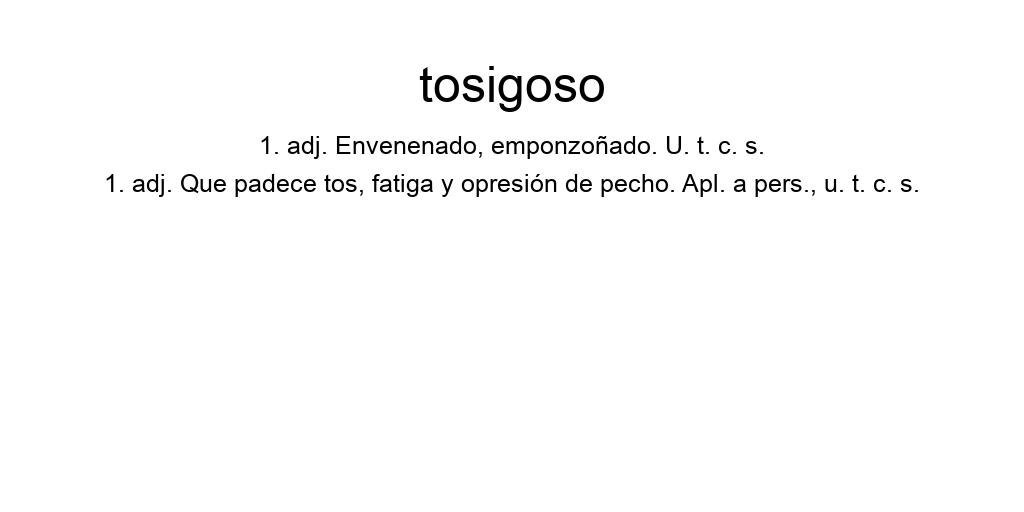 tosigoso
1. adj. Envenenado, emponzoñado. U. t. c. s.
1. adj. Que padece tos, fatiga y opresión de pecho. Apl. a pers., u. t. c. s.